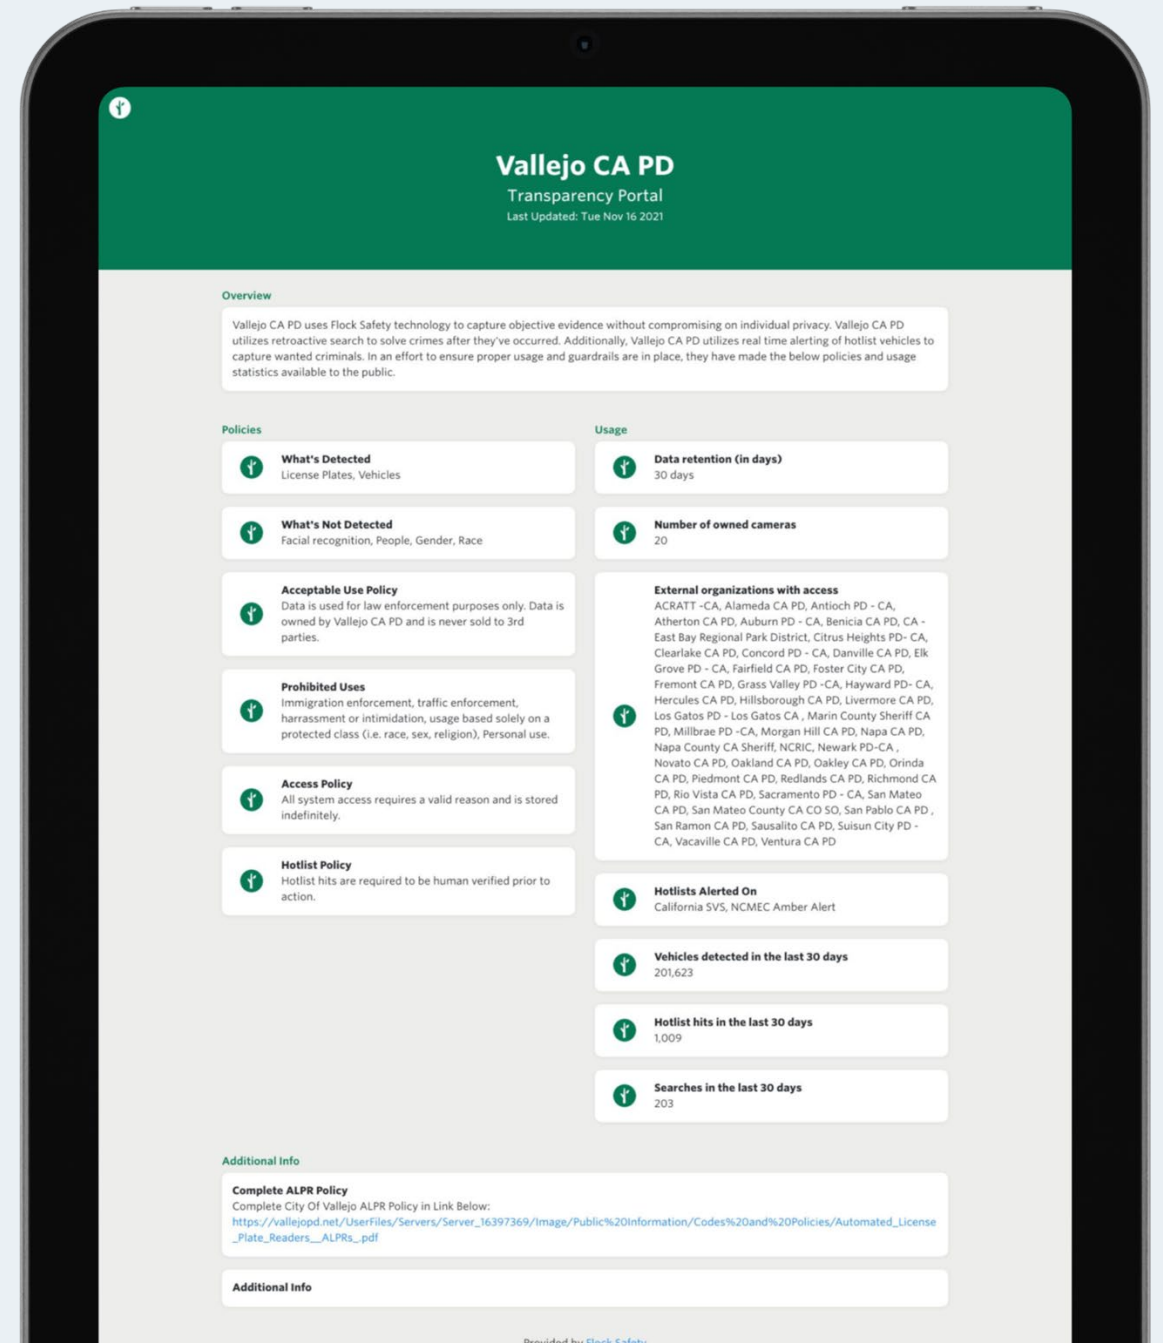 Vallejo CA PD
Transparency Portal
Last Updated: Tue Nov 16 2021
Overview
Vallejo CA PD uses Flock Safety technology to capture objective evidence without compromising on individual privacy. Vallejo CA PD
utilizes retroactive search to solve crimes after they've occurred. Additionally, Vallejo CA PD utilizes real time alerting of hotlist vehicles to
capture wanted criminals. In an effort to ensure proper usage and guardrails are in place, they have made the below policies and usage
statistics available to the public.
Policies
What's Detected
License Plates, Vehicles
What's Not Detected
Facial recognition, People, Gender, Race
Acceptable Use Policy
Data is used for law enforcement purposes only. Data is
owned by Vallejo CA PD and is never sold to 3rd
parties.
Prohibited Uses
Immigration enforcement, traffic enforcement,
harrassment or intimidation, usage based solely on a
protected class (i.e. race, sex, religion), Personal use.
Access Policy
All system access requires a valid reason and is stored
indefinitely.
Hotlist Policy
Hotlist hits are required to be human verified prior to
action.
Usage
Data retention (in days)
30 days
Number of owned cameras
20
External organizations with access
ACRATT -CA, Alameda CA PD, Antioch PD - CA,
Atherton CA PD, Auburn PD - CA, Benicia CA PD, CA -
East Bay Regional Park District, Citrus Heights PD- CA,
Clearlake CA PD, Concord PD - CA, Danville CA PD, Elk
Grove PD - CA, Fairfield CA PD, Foster City CA PD,
Fremont CA PD, Grass Valley PD -CA, Hayward PD- CA,
Hercules CA PD, Hillsborough CA PD, Livermore CA PD,
Los Gatos PD - Los Gatos CA , Marin County Sheriff CA
PD, Millbrae PD -CA, Morgan Hill CA PD, Napa CA PD,
Napa County CA Sheriff, NCRIC, Newark PD-CA ,
Novato CA PD, Oakland CA PD, Oakley CA PD, Orinda
CA PD, Piedmont CA PD, Redlands CA PD, Richmond CA
PD, Rio Vista CA PD, Sacramento PD - CA, San Mateo
CA PD, San Mateo County CA CO SO, San Pablo CA PD ,
San Ramon CA PD, Sausalito CA PD, Suisun City PD -
CA, Vacaville CA PD, Ventura CA PD
Hotlists Alerted On
California SVS, NCMEC Amber Alert
Vehicles detected in the last 30 days
201,623
Hotlist hits in the last 30 days
1,009
Searches in the last 30 days
203
Additional Info
Complete ALPR Policy
Complete City Of Vallejo ALPR Policy in Link Below:
https://vallejopd.net/UserFiles/Servers/Server_16397369/Image/Public%20Information/Codes%20and%20Policies/Automated_License
_Plate_Readers__ALPRs_.pdf
Additional Info
Provided by Flock Safety